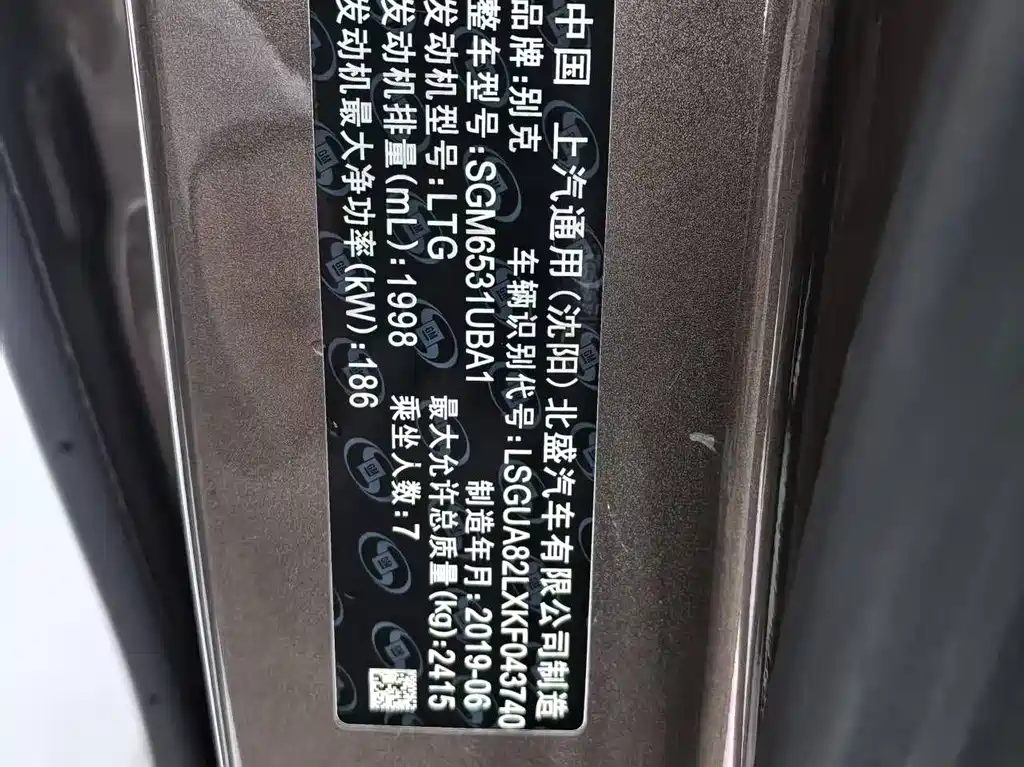 中国 上汽通用(沈阳)北盛汽车有限公司制造
品牌:别克 车辆识别代号:LSGUA82LXKF043740
整车型号:SGM6531UBA1 制造年月:2019-06
发动机型号:LTG 最大允许总质量(kg):2415
发动机排量(mL):1998 乘坐人数:7
发动机最大净功率(kW):186